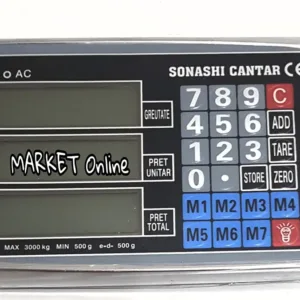 AC
SONASHI CANTAR CE
GREUTATE
7 8 9 C
4 5 6 ADD
MARKET Online
PRET
UNITAR
1 2 3 TARE
0 · STORE ZERO
PRET
TOTAL
M1 M2 M3 M4
M5 M6 M7
MAX 3000 kg MIN 500 g e=d= 500 g